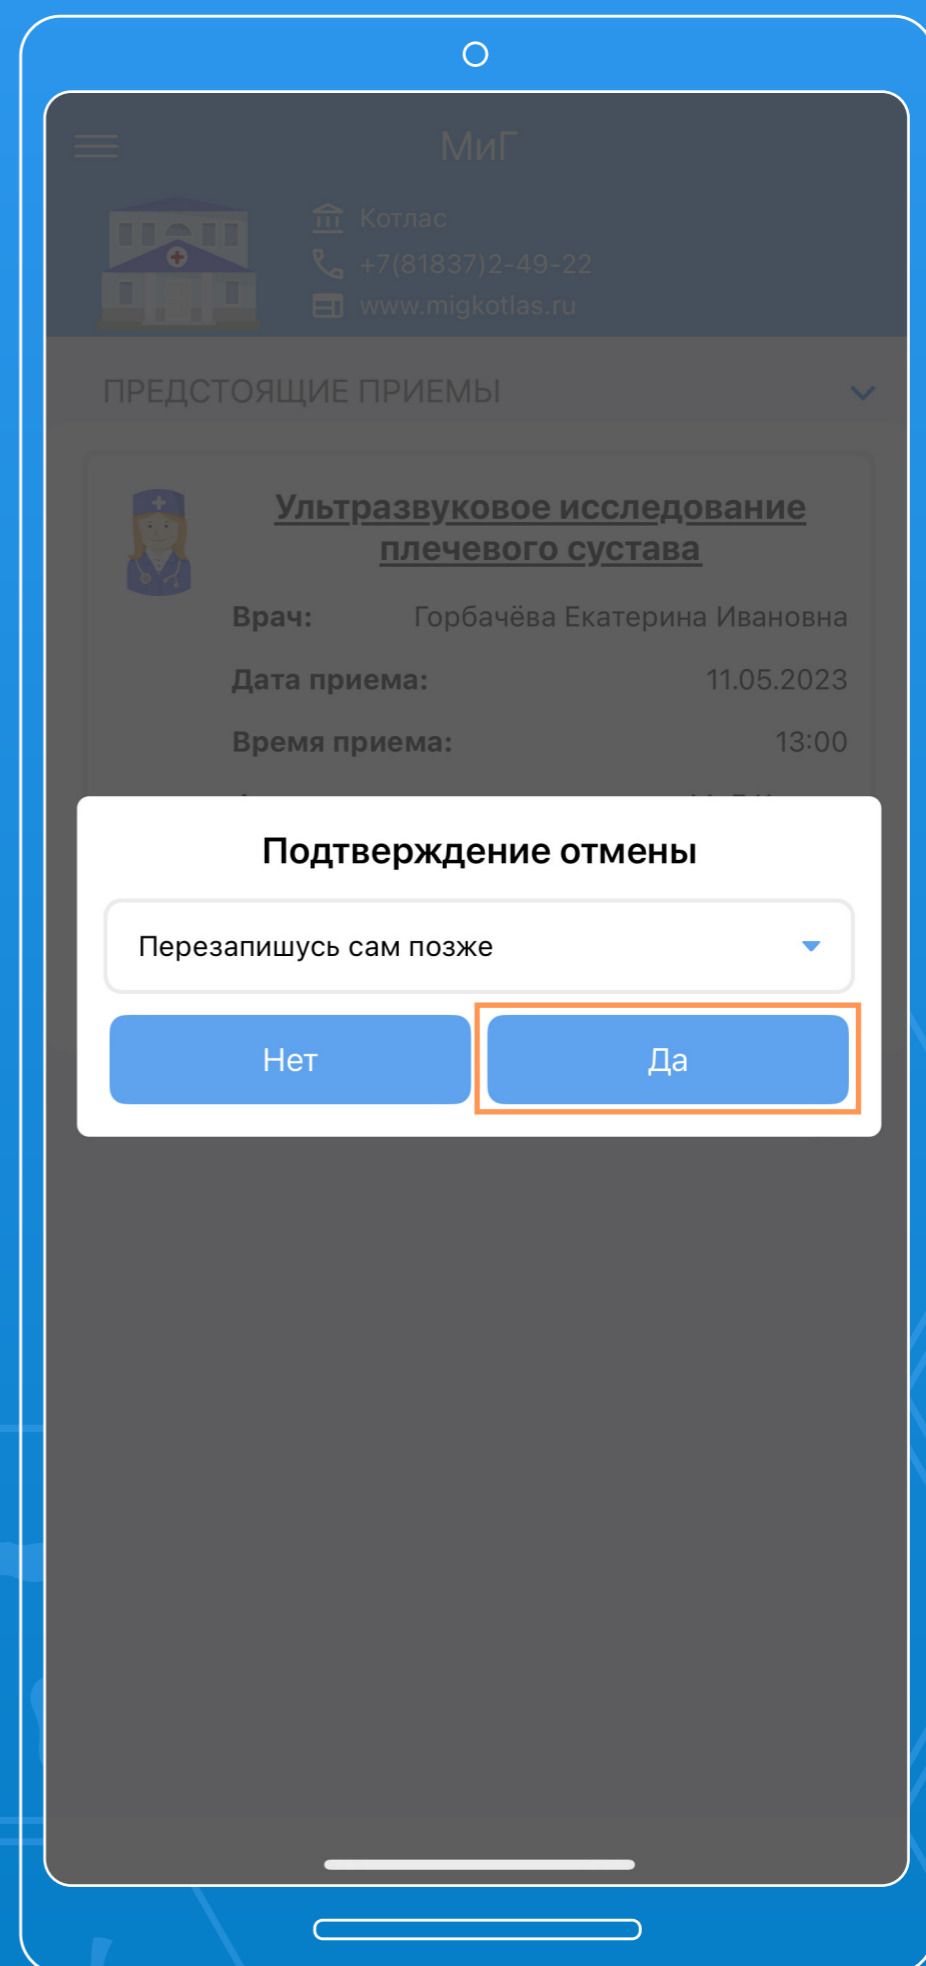 МиГ
Котлас
+7(81837)2-49-22
www.migkotlas.ru
ПРЕДСТОЯЩИЕ ПРИЕМЫ
Ультразвуковое исследование
плечевого сустава
Врач: Горбачёва Екатерина Ивановна
Дата приема: 11.05.2023
Время приема: 13:00
Подтверждение отмены
Перезапишусь сам позже
Нет Да